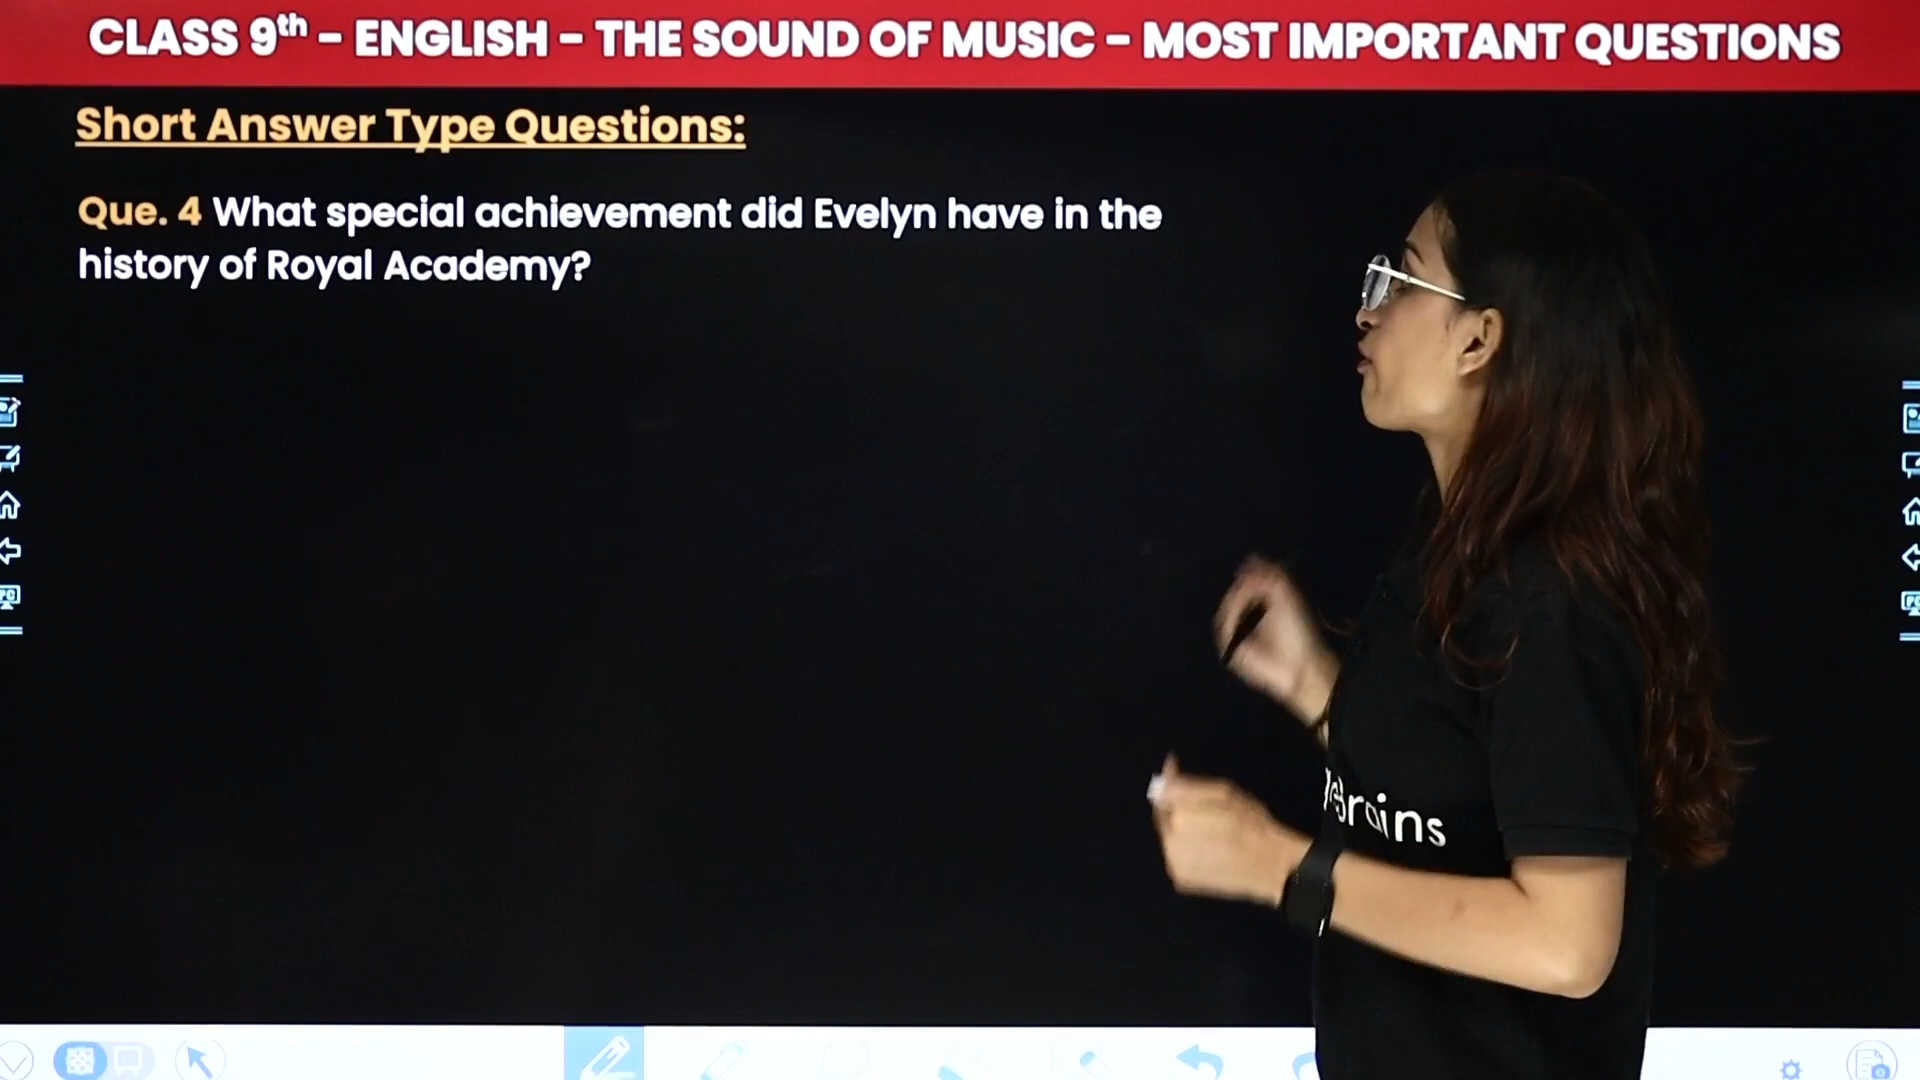 CLASS 9th - ENGLISH - THE SOUND OF MUSIC - MOST IMPORTANT QUESTIONS
Short Answer Type Questions:
Que. 4 What special achievement did Evelyn have in the
history of Royal Academy?
Brains